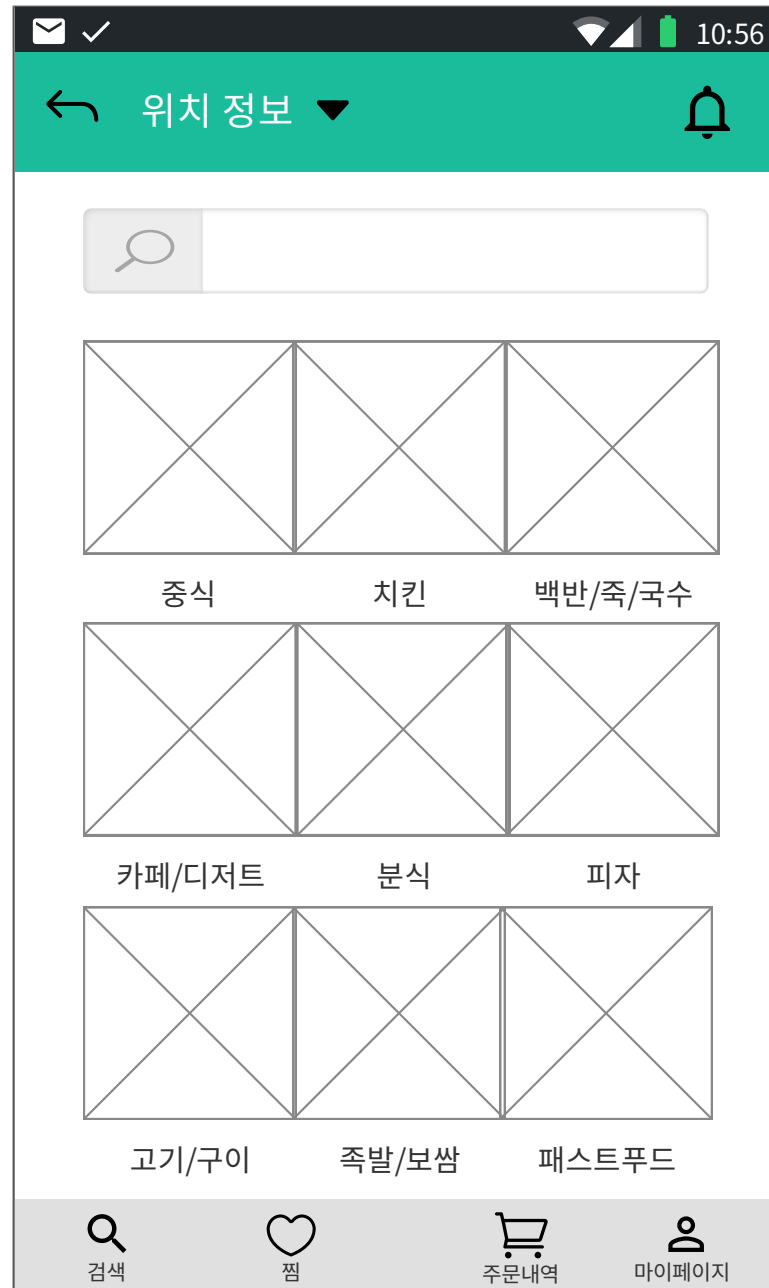 10:56
위치 정보
중식 치킨 백반/죽/국수
카페/디저트 분식 피자
고기/구이 족발/보쌈 패스트푸드
검색 찜 주문내역 마이페이지